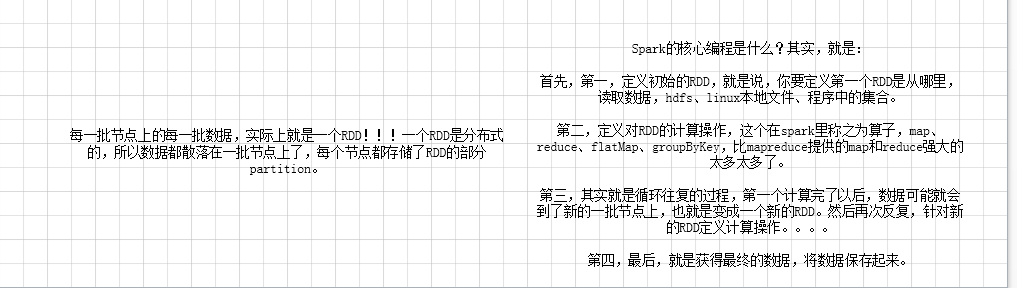 每一批节点上的每一批数据，实际上就是一个RDD！！！一个RDD是分布式
的，所以数据都散落在一批节点上了，每个节点都存储了RDD的部分
partition。
Spark的核心编程是什么？其实，就是：
首先，第一，定义初始的RDD，就是说，你要定义第一个RDD是从哪里，
读取数据，hdfs、linux本地文件、程序中的集合。
第二，定义对RDD的计算操作，这个在spark里称之为算子，map、
reduce、flatMap、groupByKey，比mapreduce提供的map和reduce强大的
太多太多了。
第三，其实就是循环往复的过程，第一个计算完了以后，数据可能就会
到了新的一批节点上，也就是变成一个新的RDD。然后再次反复，针对新
的RDD定义计算操作。。。。
第四，最后，就是获得最终的数据，将数据保存起来。